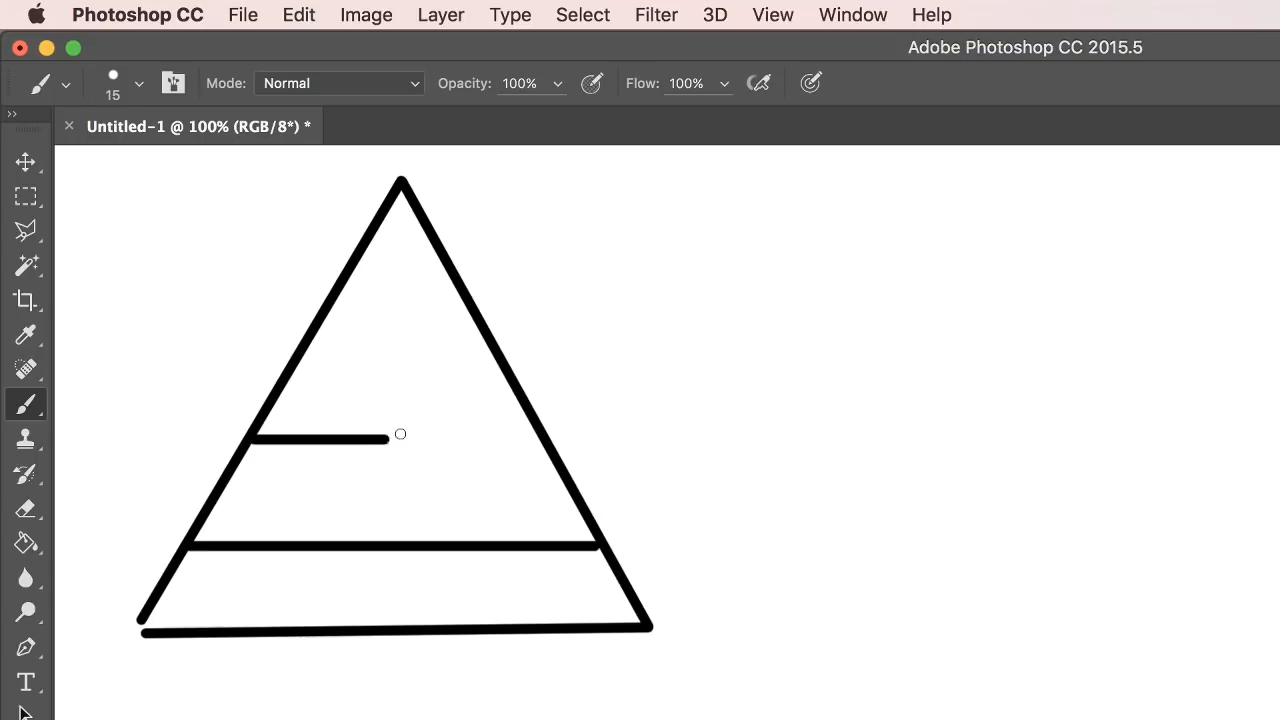 Photoshop CC File Edit Image Layer Type Select Filter 3D View Window Help
Adobe Photoshop CC 2015.5
15 Mode: Normal Opacity: 100% Flow: 100%
Untitled-1 @ 100% (RGB/8*) *